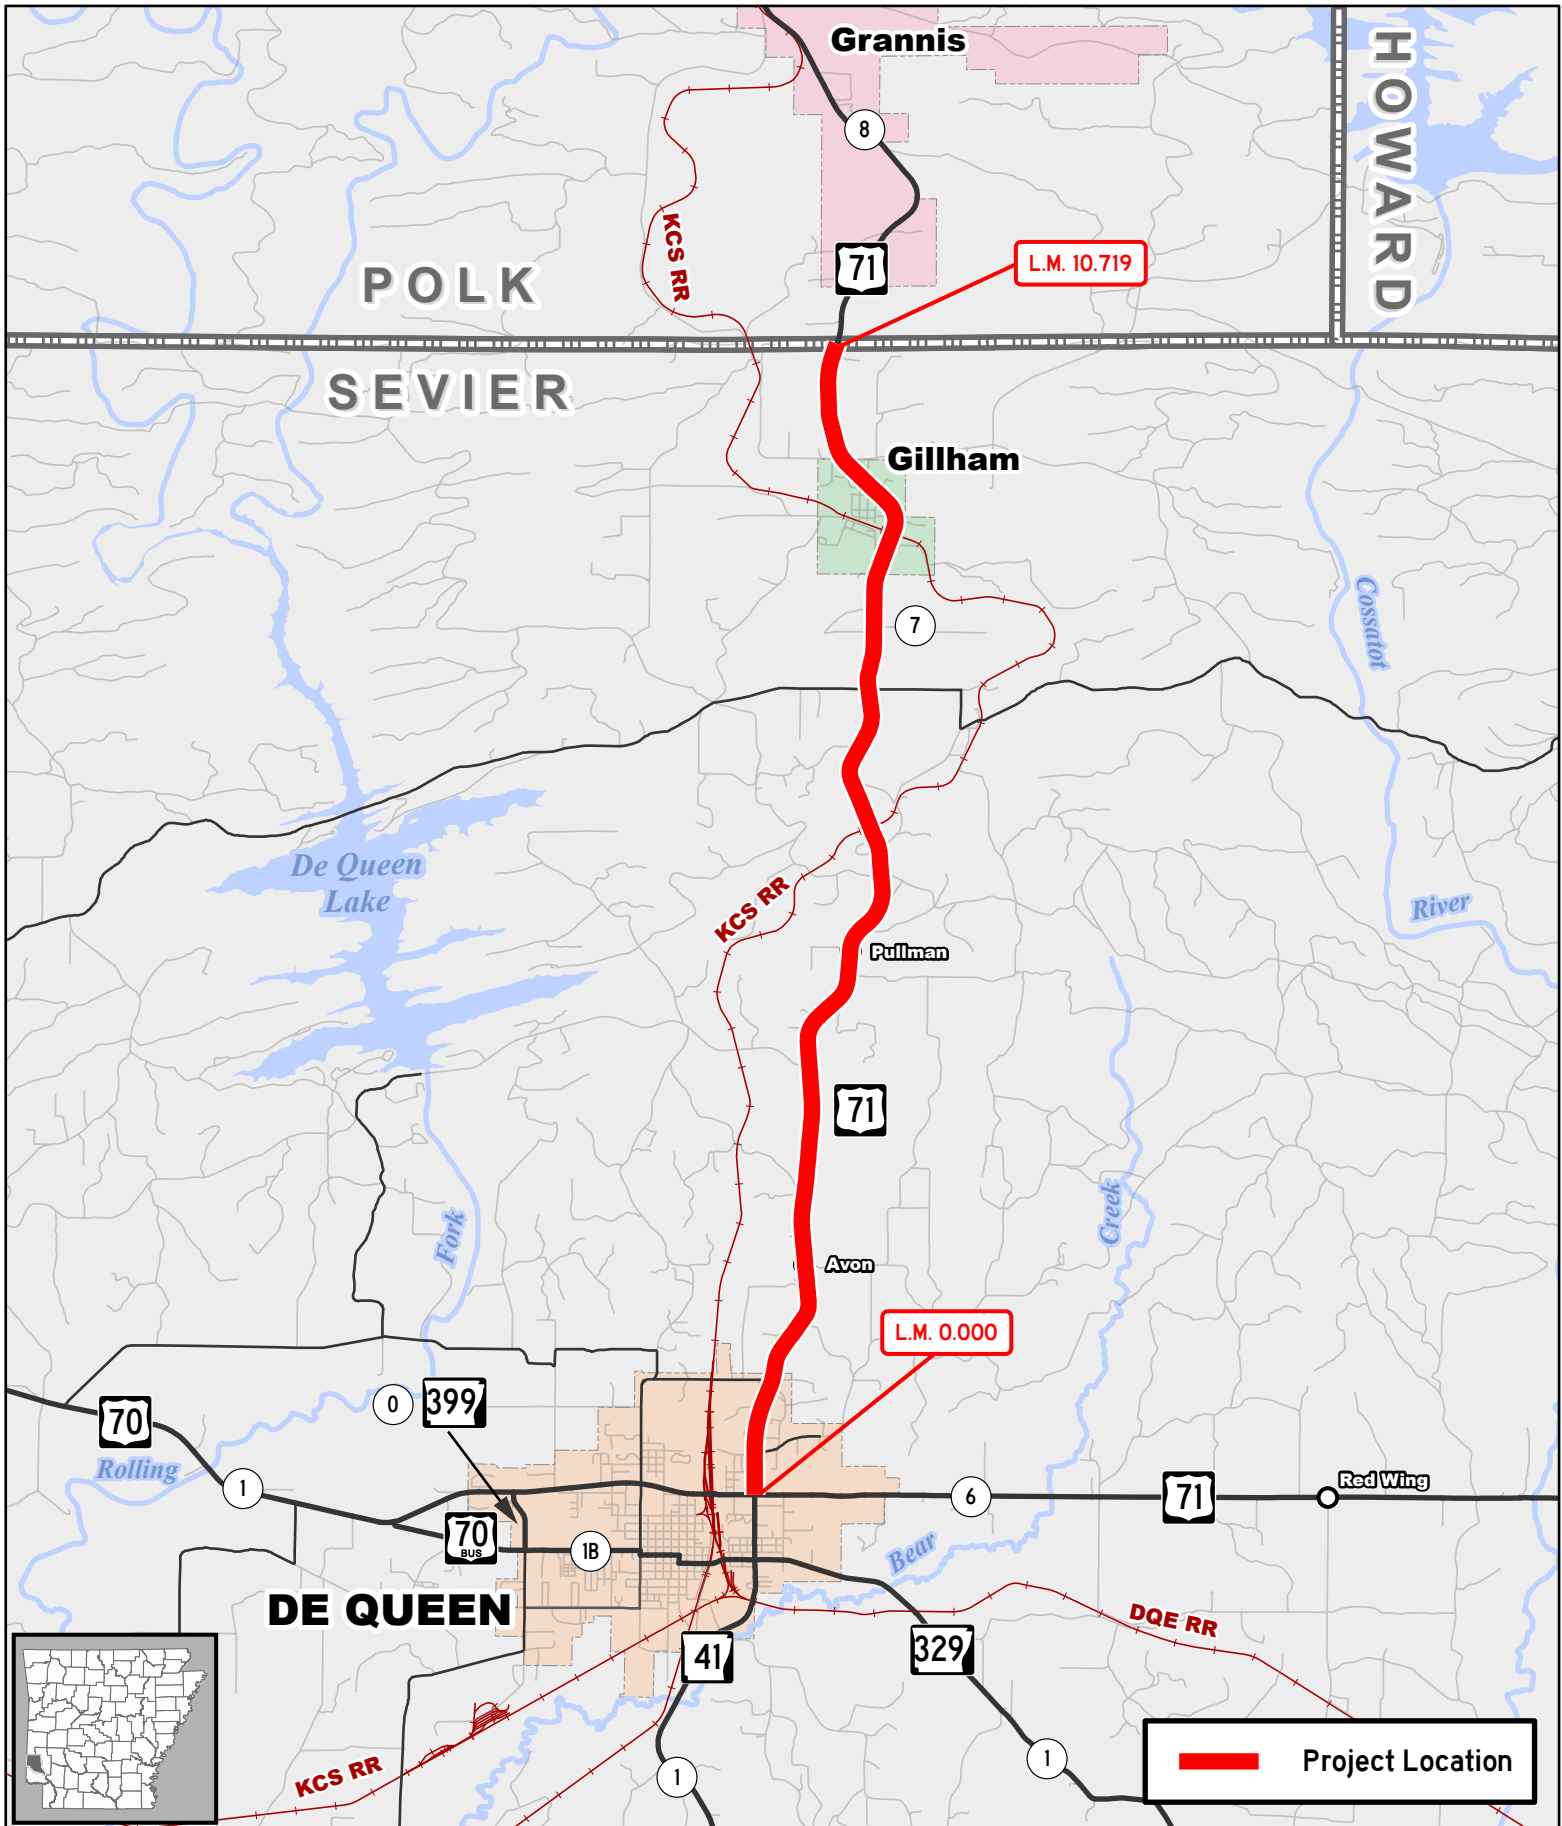 Grannis
HOWARD
8
KCS RR
71
L.M. 10.719
POLK
SEVIER
Gillham
Cossatot
7
De Queen
Lake
KCS RR
River
Pullman
71
Creek
Fork
Avon
L.M. 0.000
0
399
70
Rolling
1
6
71
Red Wing
70
BUS
1B
Bear
DE QUEEN
DQE RR
41
329
KCS RR
1
1
Project Location